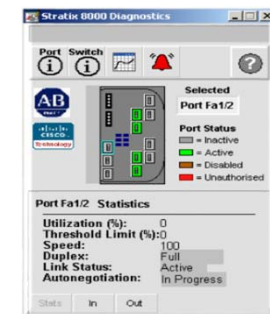 Stratix 8000 Diagnostics
Port Switch
AB
Selected
Port Fa1/2
CISCO
Technology
Port Status
= Inactive
= Active
= Disabled
= Unauthorised
Port Fa1/2 Statistics
Utilization (%): 0
Threshold Limit (%):0
Speed: 100
Duplex: Full
Link Status: Active
Autonegotiation: In Progress
Stats In Out